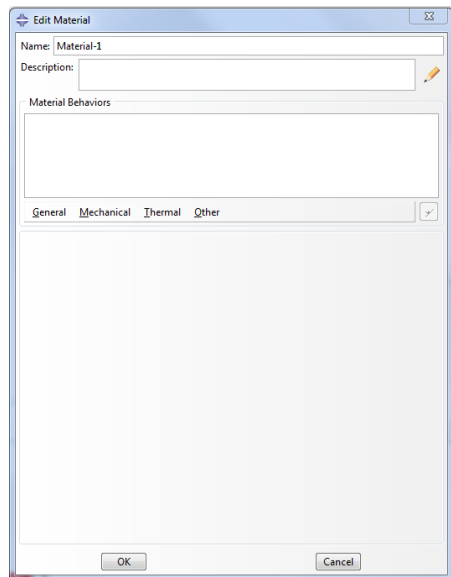 Edit Material
Name: Material-1
Description:
Material Behaviors
General Mechanical Thermal Other
OK Cancel